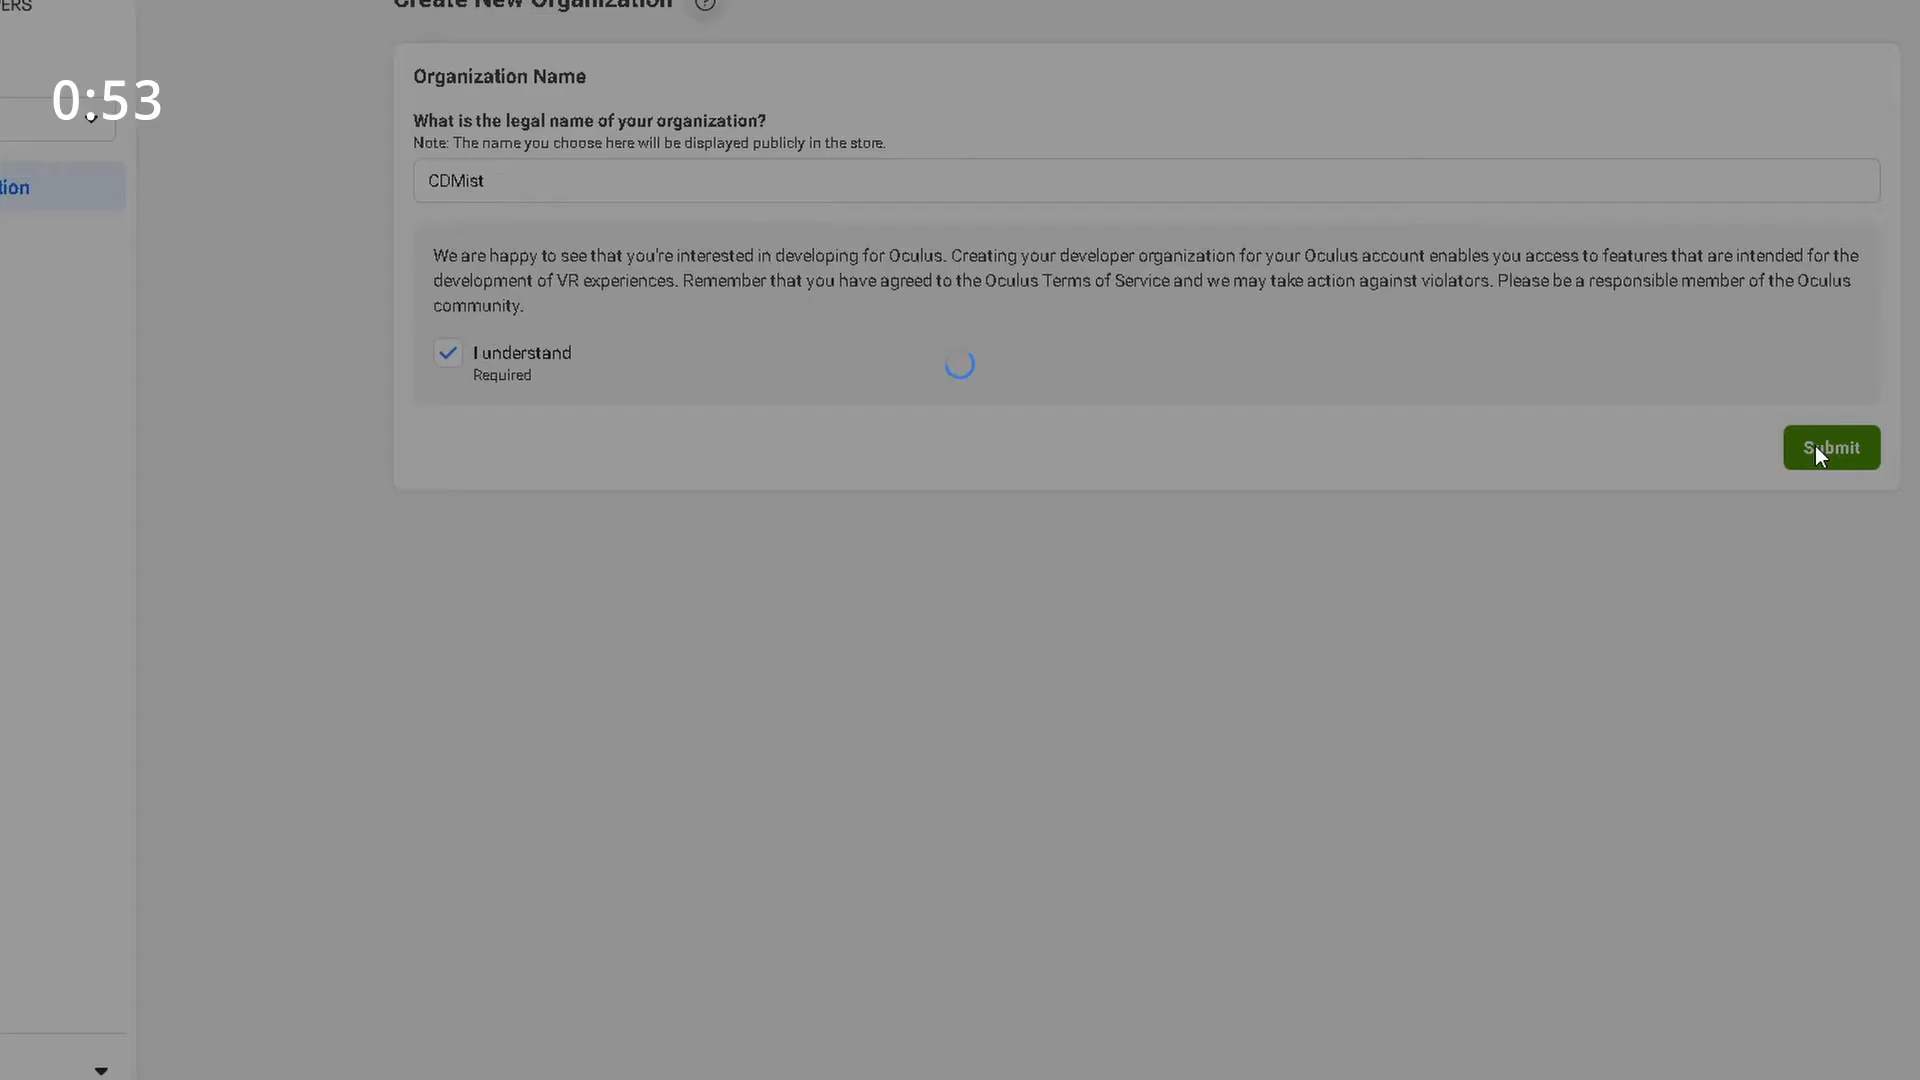 ERS
Create New Organization
0:53
Organization Name
What is the legal name of your organization?
Note: The name you choose here will be displayed publicly in the store.
CDMist
tion
We are happy to see that you're interested in developing for Oculus. Creating your developer organization for your Oculus account enables you access to features that are intended for the
development of VR experiences. Remember that you have agreed to the Oculus Terms of Service and we may take action against violators. Please be a responsible member of the Oculus
community.
I understand
Required
Submit